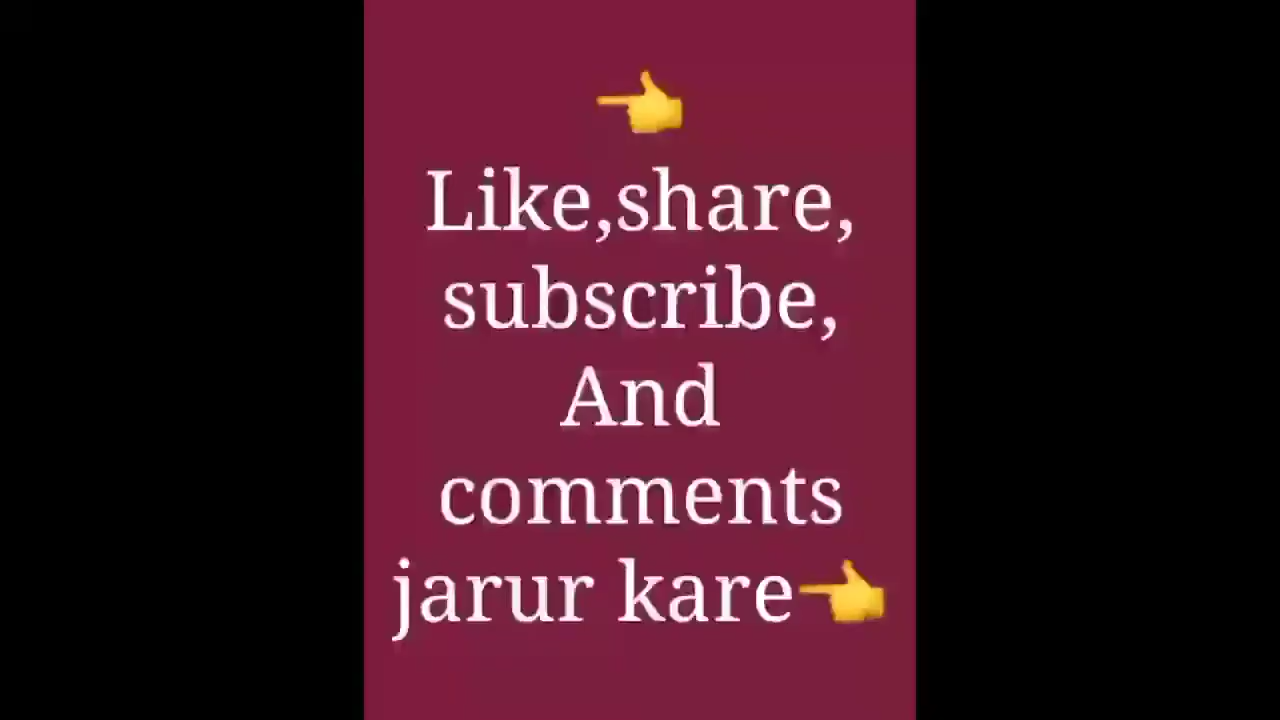 👈
Like,share,
subscribe,
And
comments
jarur kare👈